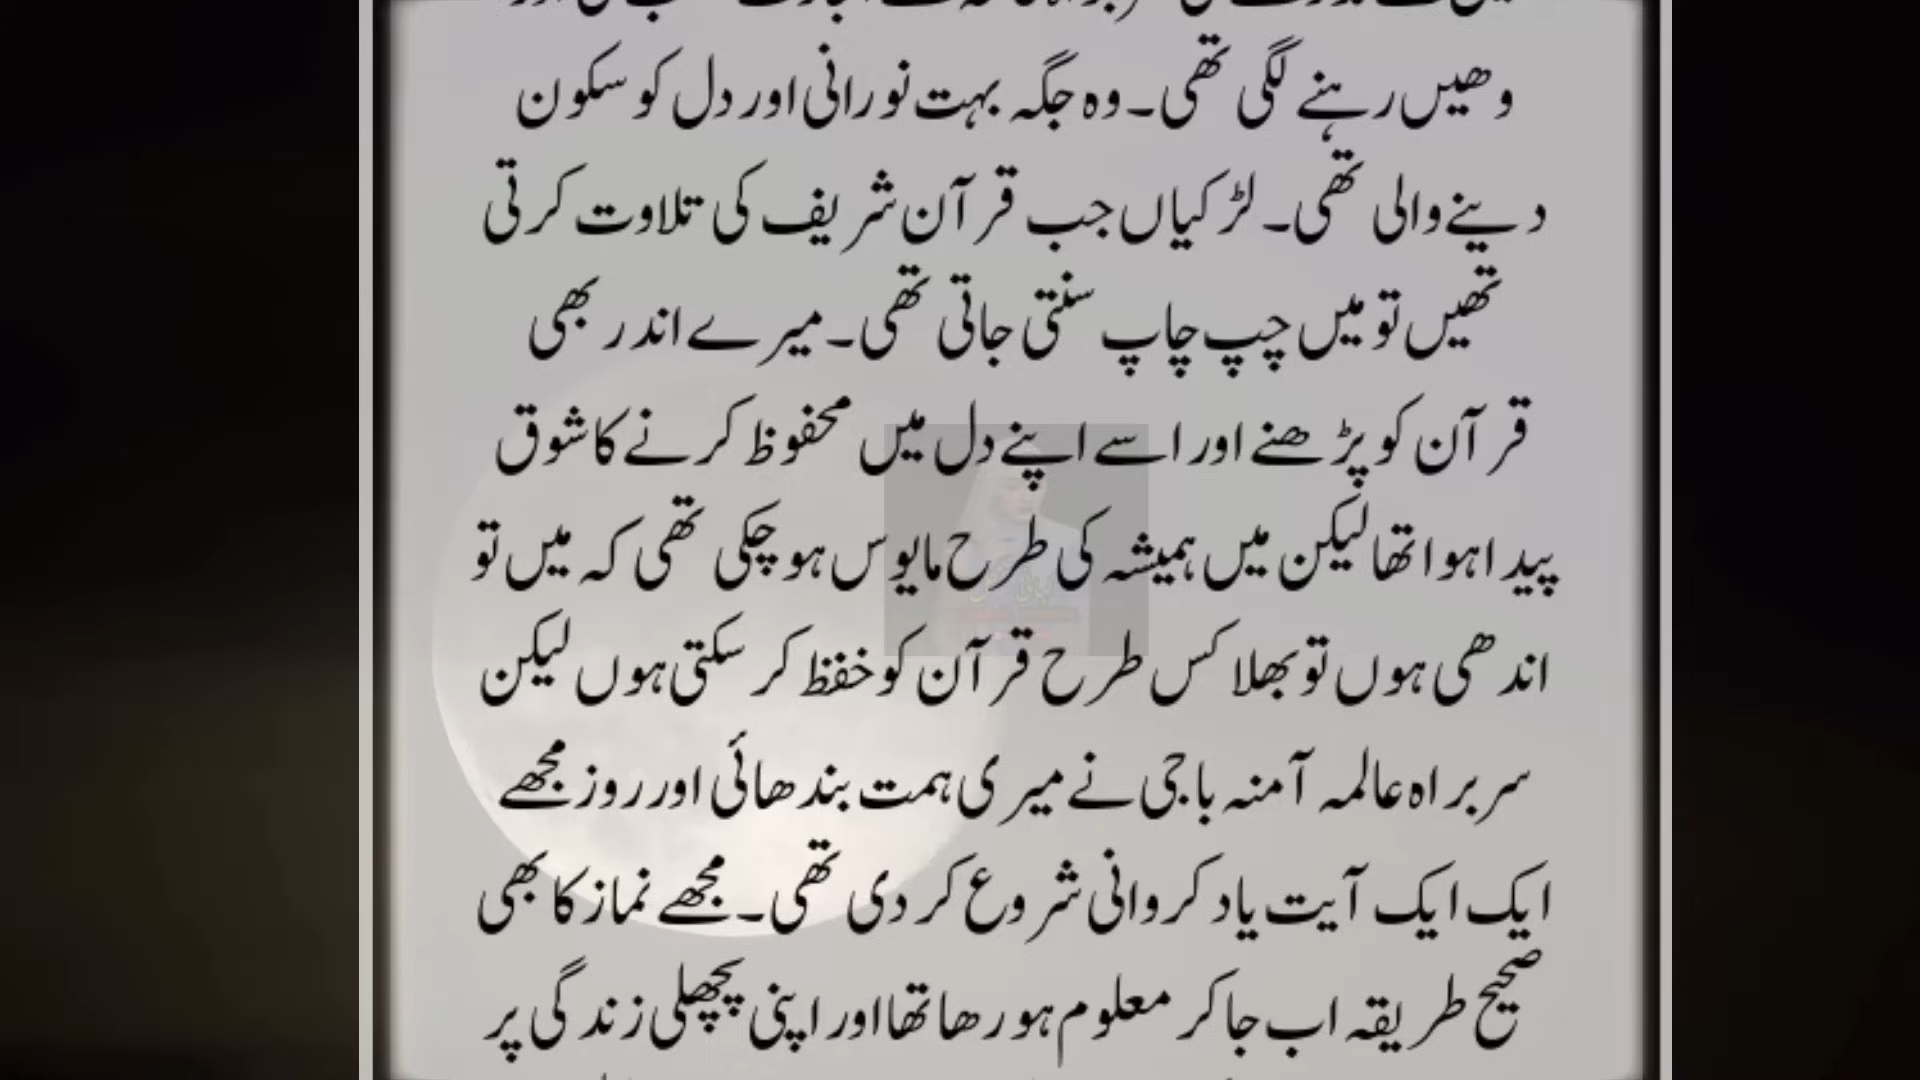 وھیں رہنے لگی تھی۔ وہ جگہ بہت نورانی اور دل کو سکون
دینے والی تھی۔ لڑکیاں جب قرآن شریف کی تلاوت کرتی
تھیں تو میں چپ چاپ سنتی جاتی تھی۔ میرے اندر بھی
قرآن کو پڑھنے اور اسے اپنے دل میں محفوظ کرنے کا شوق
پیدا ہوا تھا لیکن میں ہمیشہ کی طرح مایوس ہو چکی تھی کہ میں تو
اندھی ہوں تو بھلا کس طرح قرآن کو خفظ کر سکتی ہوں لیکن
سربراہ عالمہ آمنہ باجی نے میری ہمت بندھائی اور روز مجھے
ایک ایک آیت یاد کروانی شروع کر دی تھی۔ مجھے نماز کا بھی
صحیح طریقہ اب جا کر معلوم ہو رھا تھا اور اپنی پچھلی زندگی پر